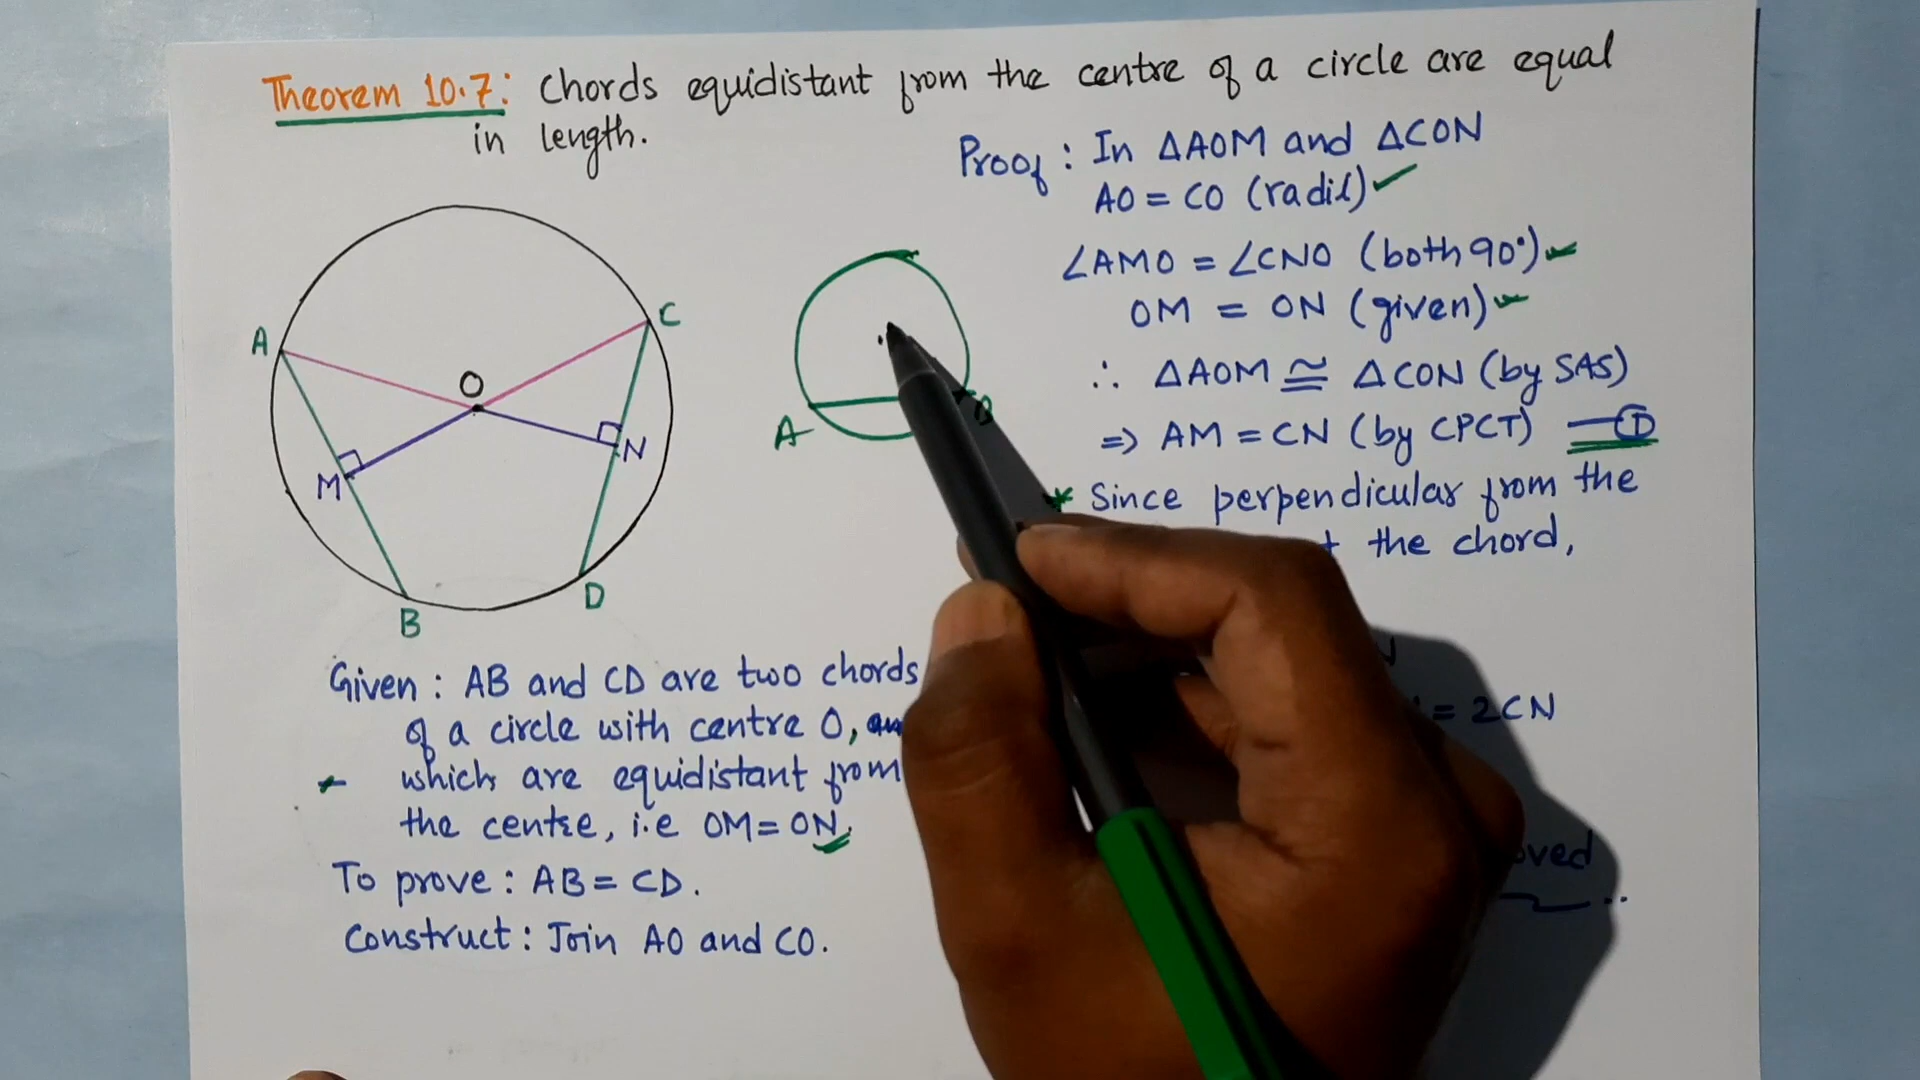 Theorem 10.7: Chords equidistant from the centre of a circle are equal
in length.
A
O
C
M
N
B
D
A
B
Given : AB and CD are two chords
of a circle with centre O,
which are equidistant from
the centre, i.e OM = ON.
To prove : AB = CD.
Construct : Join AO and CO.
Proof : In ΔAOM and ΔCON
AO = CO (radii) ✓
∠AMO = ∠CNO (both 90°)
OM = ON (given)
∴ ΔAOM ≅ ΔCON (by SAS)
⇒ AM = CN (by CPCT) — ①
* Since perpendicular from the
the chord,
= 2CN